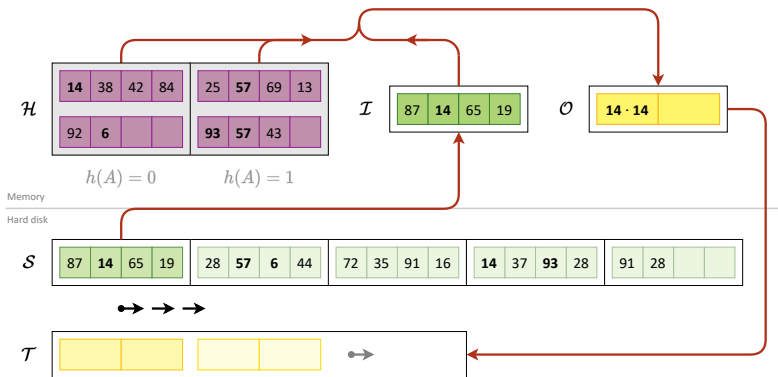 14 38 42 84 25 57 69 13
ℋ ℐ 87 14 65 19 𝒪 14 · 14
92 6 93 57 43
h(A) = 0 h(A) = 1
Memory
Hard disk
𝒮 87 14 65 19 28 57 6 44 72 35 91 16 14 37 93 28 91 28
𝒯